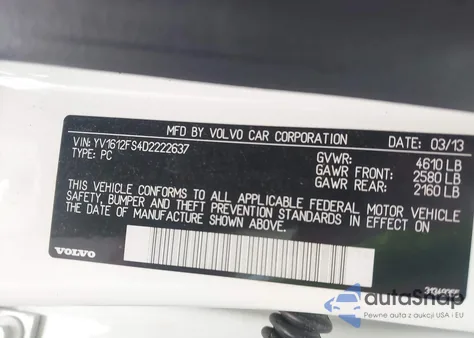 MFD BY VOLVO CAR CORPORATION DATE: 03/13
VIN: YV1612FS4D2222637
TYPE: PC
GVWR: 4610 LB
GAWR FRONT: 2580 LB
GAWR REAR: 2160 LB
THIS VEHICLE CONFORMS TO ALL APPLICABLE FEDERAL MOTOR VEHICLE
SAFETY, BUMPER AND THEFT PREVENTION STANDARDS IN EFFECT ON
THE DATE OF MANUFACTURE SHOWN ABOVE.
VOLVO
autoSnap
Pewne auta z aukcji USA i EU